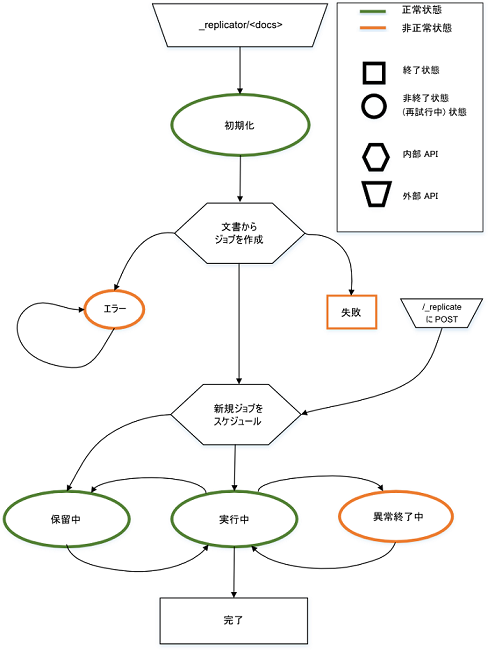 _replicator/<docs>
正常状態
非正常状態
終了状態
非終了状態
(再試行中) 状態
内部 API
外部 API
初期化
文書から
ジョブを作成
エラー
失敗
/_replicate
に POST
新規ジョブを
スケジュール
保留中
実行中
異常終了中
完了